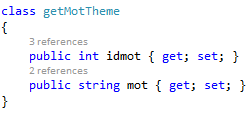 class getMotTheme
{
3 references
public int idmot { get; set; }
2 references
public string mot { get; set; }
}